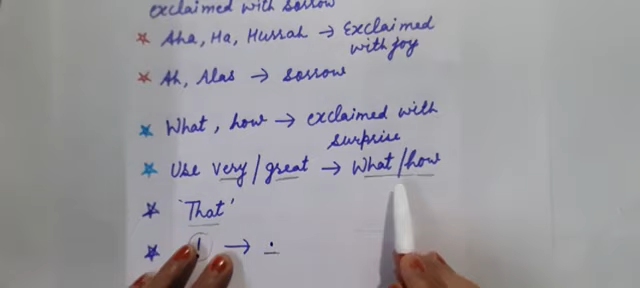 exclaimed with sorrow
Aha, Ha, Hussah → Exclaimed
with joy
Ah, Alas → sorrow
What, how → exclaimed with
surprise
Use very/great → What/how
'That'
! → .